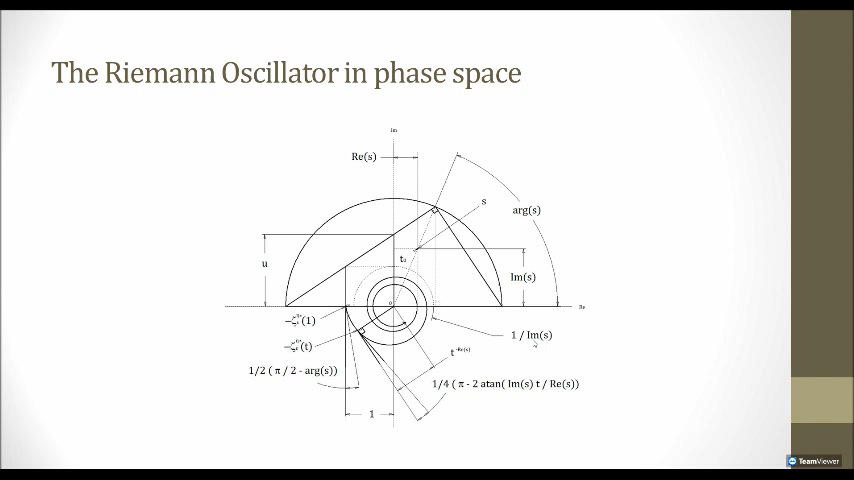 The Riemann Oscillator in phase space
Im
Re(s)
s
arg(s)
u
t₀
Im(s)
0
Re
1 / Im(s)
t⁻ᴿᵉ⁽ˢ⁾
1/2 ( π / 2 - arg(s))
1/4 ( π - 2 atan( Im(s) t / Re(s))
1
TeamViewer